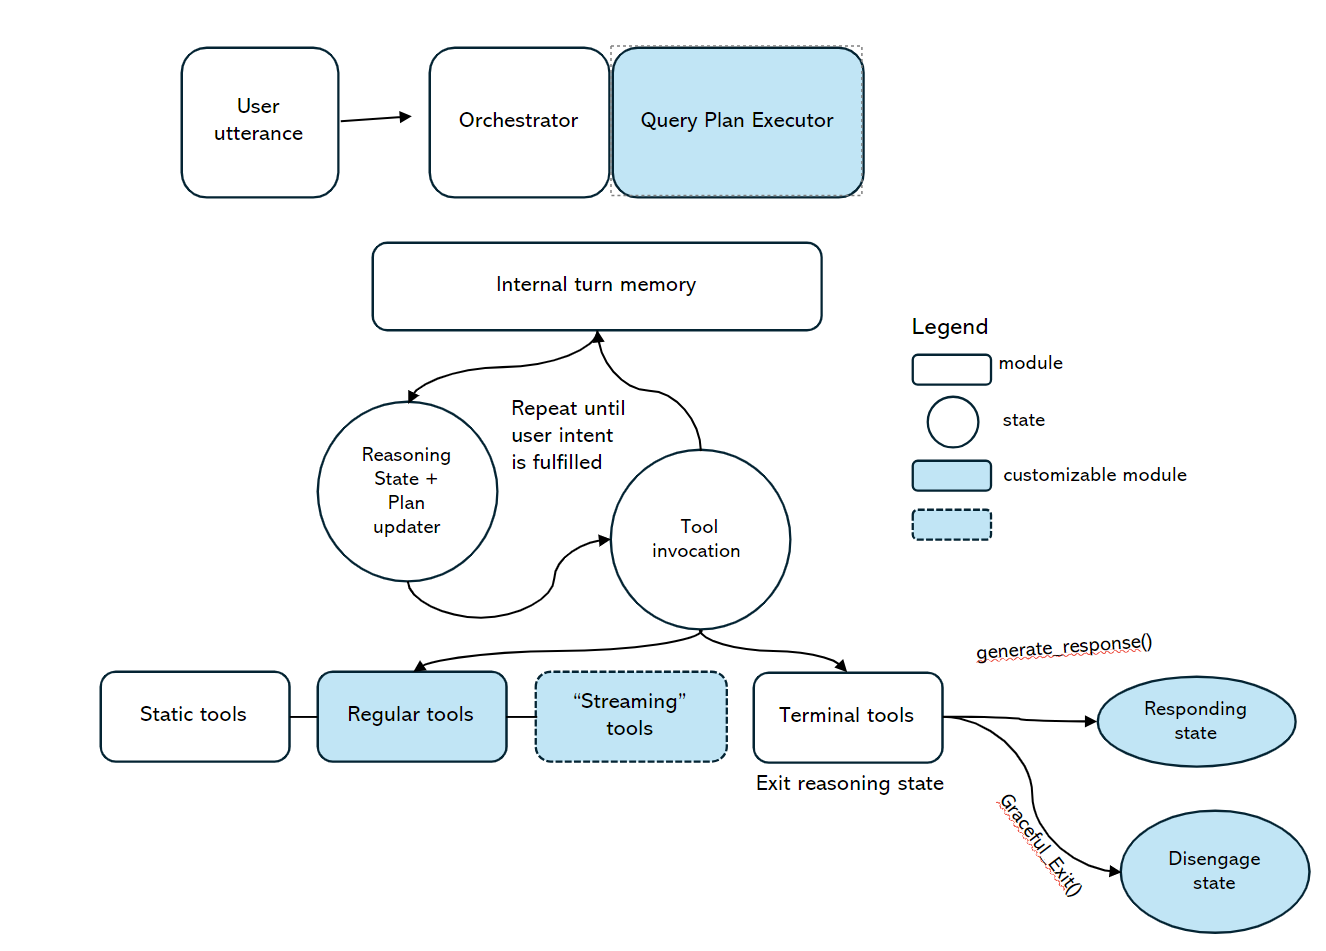 User
utterance
Orchestrator
Query Plan Executor
Internal turn memory
Legend
module
state
customizable module
Repeat until
user intent
is fulfilled
Reasoning
State +
Plan
updater
Tool
invocation
generate_response()
Static tools
Regular tools
“Streaming”
tools
Terminal tools
Exit reasoning state
Responding
state
Graceful_Exit()
Disengage
state